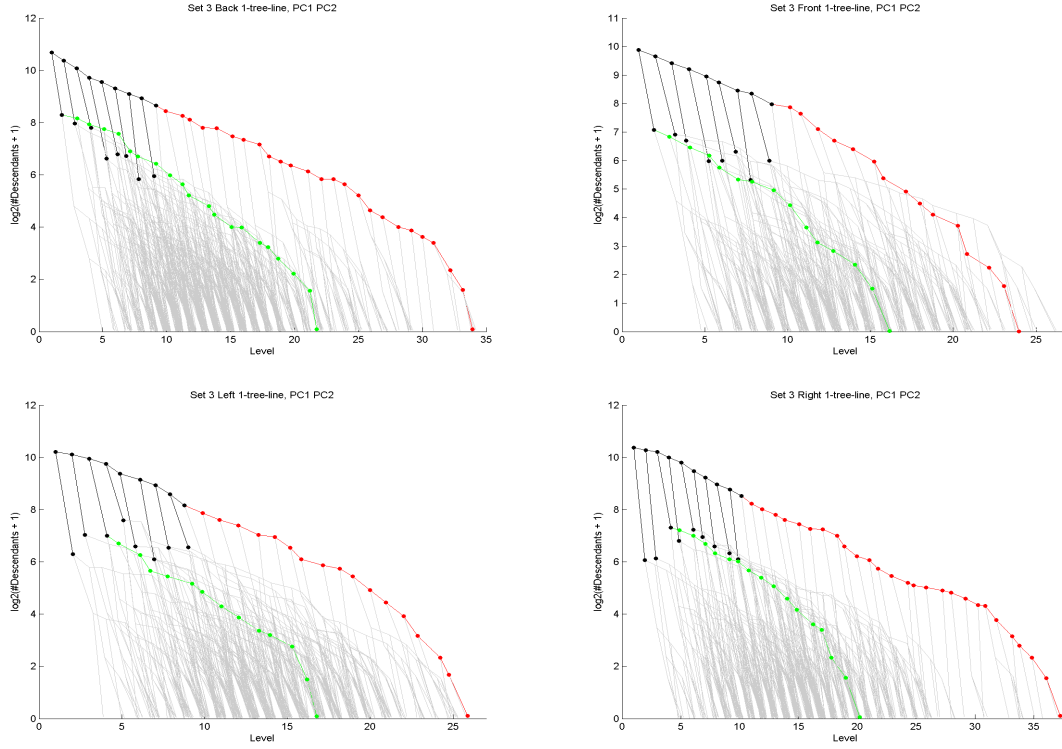 Set 3 Back 1-tree-line, PC1 PC2
12
10
8
6
4
2
0
log2(#Descendants + 1)
0 5 10 15 20 25 30 35
Level
Set 3 Front 1-tree-line, PC1 PC2
11
10
9
8
7
6
5
4
3
2
1
0
log2(#Descendants + 1)
0 5 10 15 20 25
Level
Set 3 Left 1-tree-line, PC1 PC2
12
10
8
6
4
2
0
log2(#Descendants + 1)
0 5 10 15 20 25
Level
Set 3 Right 1-tree-line, PC1 PC2
12
10
8
6
4
2
0
log2(#Descendants + 1)
0 5 10 15 20 25 30 35
Level